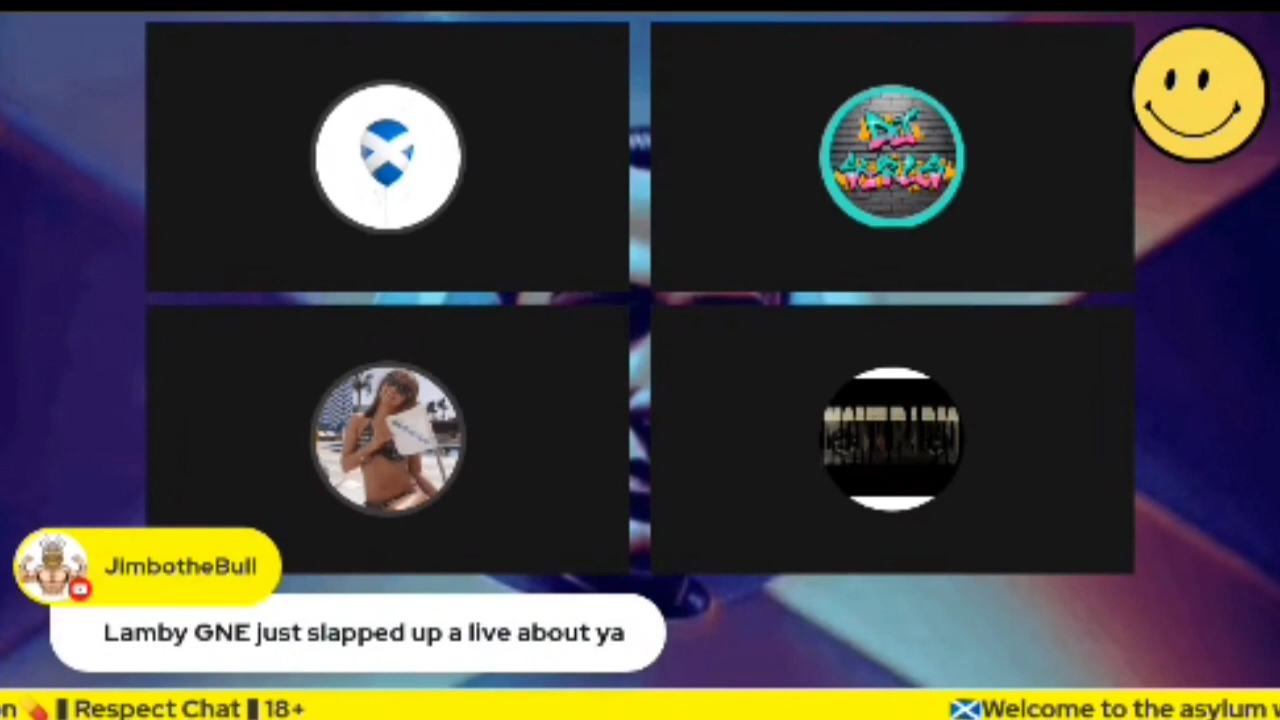 JimbotheBull
Lamby GNE just slapped up a live about ya
Respect Chat
18+
Welcome to the asylum